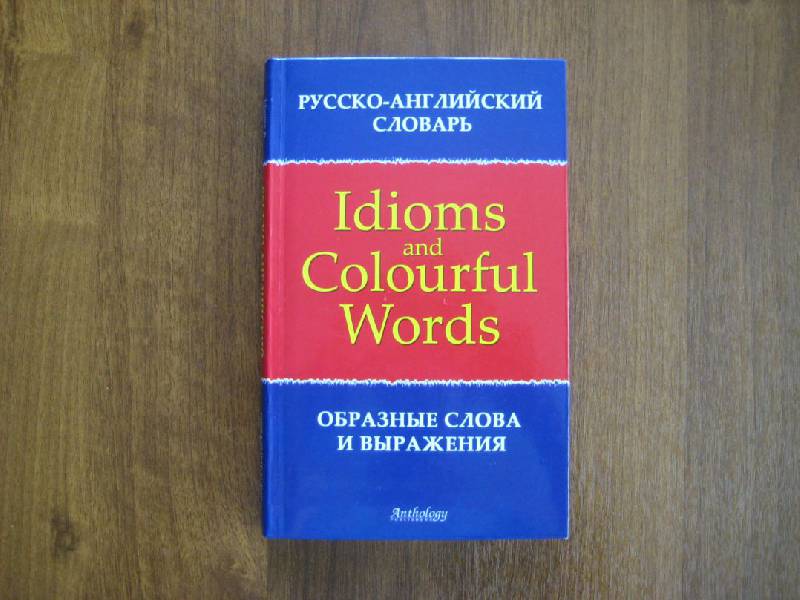 РУССКО-АНГЛИЙСКИЙ
СЛОВАРЬ
Idioms
and
Colourful
Words
ОБРАЗНЫЕ СЛОВА
И ВЫРАЖЕНИЯ
Anthology